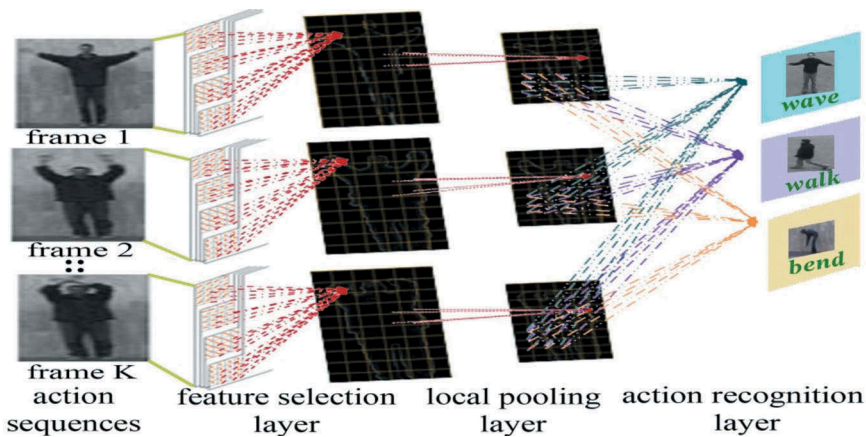 frame 1
frame 2
frame K
wave
walk
bend
action
sequences
feature selection
layer
local pooling
layer
action recognition
layer